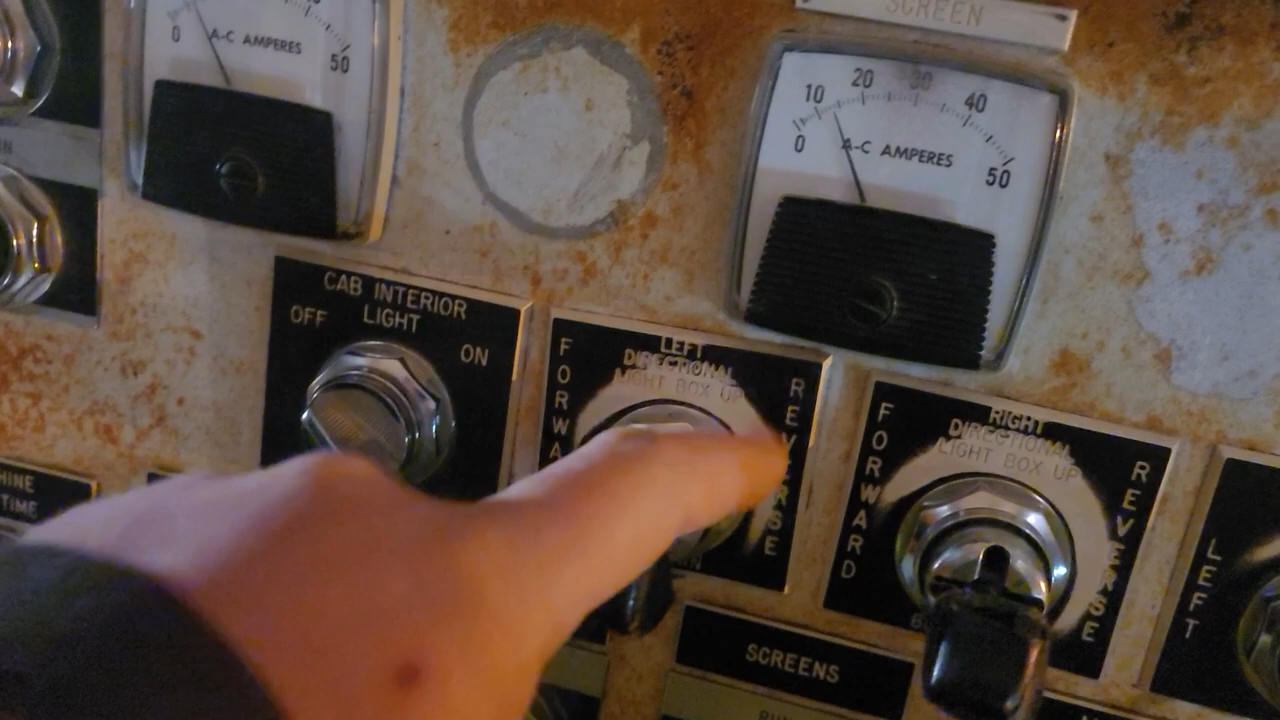 SCREEN
0
A-C AMPERES
50
0
10
20
30
40
50
A-C AMPERES
CAB INTERIOR
LIGHT
OFF
ON
LEFT
DIRECTIONAL
LIGHT BOX UP
FORWA
REVERSE
RIGHT
DIRECTIONAL
LIGHT BOX UP
FORWARD
REVERSE
LEFT
HINE
TIME
SCREENS